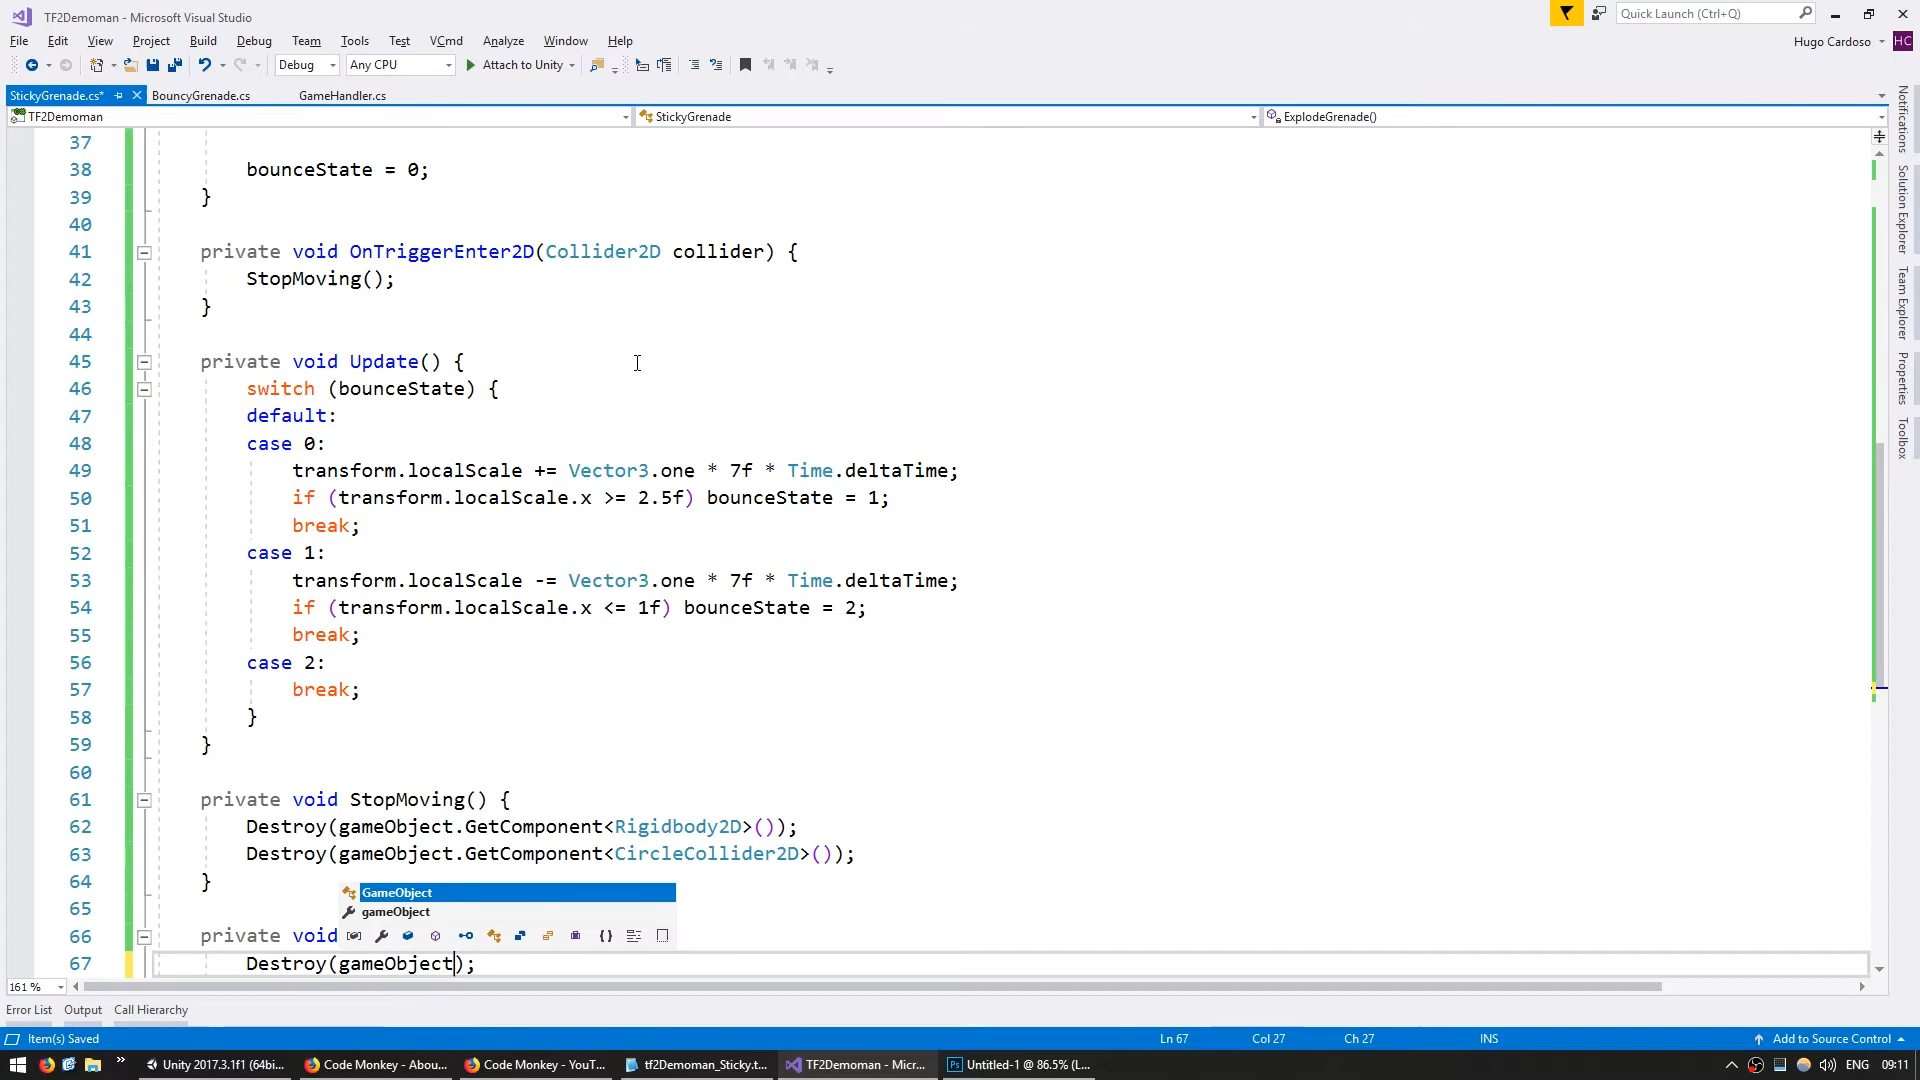 TF2Demoman - Microsoft Visual Studio
Quick Launch (Ctrl+Q)
File Edit View Project Build Debug Team Tools Test VCmd Analyze Window Help
Hugo Cardoso HC
Debug Any CPU Attach to Unity
StickyGrenade.cs* BouncyGrenade.cs GameHandler.cs
TF2Demoman StickyGrenade ExplodeGrenade()
37
38 bounceState = 0;
39 }
40
41 private void OnTriggerEnter2D(Collider2D collider) {
42 StopMoving();
43 }
44
45 private void Update() {
46 switch (bounceState) {
47 default:
48 case 0:
49 transform.localScale += Vector3.one * 7f * Time.deltaTime;
50 if (transform.localScale.x >= 2.5f) bounceState = 1;
51 break;
52 case 1:
53 transform.localScale -= Vector3.one * 7f * Time.deltaTime;
54 if (transform.localScale.x <= 1f) bounceState = 2;
55 break;
56 case 2:
57 break;
58 }
59 }
60
61 private void StopMoving() {
62 Destroy(gameObject.GetComponent<Rigidbody2D>());
63 Destroy(gameObject.GetComponent<CircleCollider2D>());
64 }
GameObject
65
gameObject
66 private void
67 Destroy(gameObject);
Notifications
Solution Explorer
Team Explorer
Properties
Toolbox
161 %
Error List Output Call Hierarchy
Item(s) Saved Ln 67 Col 27 Ch 27 INS Add to Source Control
Unity 2017.3.1f1 (64bi... Code Monkey - Abou... Code Monkey - YouT... tf2Demoman_Sticky.t... TF2Demoman - Micr... Ps Untitled-1 @ 86.5% (L... ENG 09:11